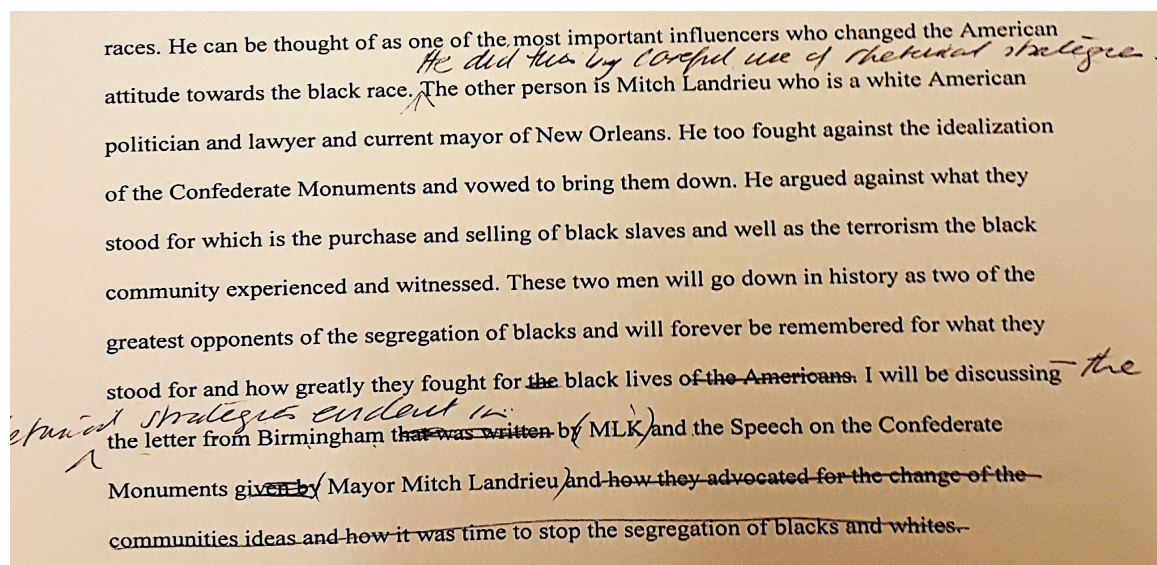 races. He can be thought of as one of the most important influencers who changed the American
He did this by careful use of rhetorical strategies.
attitude towards the black race. The other person is Mitch Landrieu who is a white American
politician and lawyer and current mayor of New Orleans. He too fought against the idealization
of the Confederate Monuments and vowed to bring them down. He argued against what they
stood for which is the purchase and selling of black slaves and well as the terrorism the black
community experienced and witnessed. These two men will go down in history as two of the
greatest opponents of the segregation of blacks and will forever be remembered for what they
stood for and how greatly they fought for the black lives of the Americans. I will be discussing the
strategies evident in
the letter from Birmingham that was written by (MLK) and the Speech on the Confederate
Monuments given by (Mayor Mitch Landrieu) and how they advocated for the change of the
communities ideas and how it was time to stop the segregation of blacks and whites.